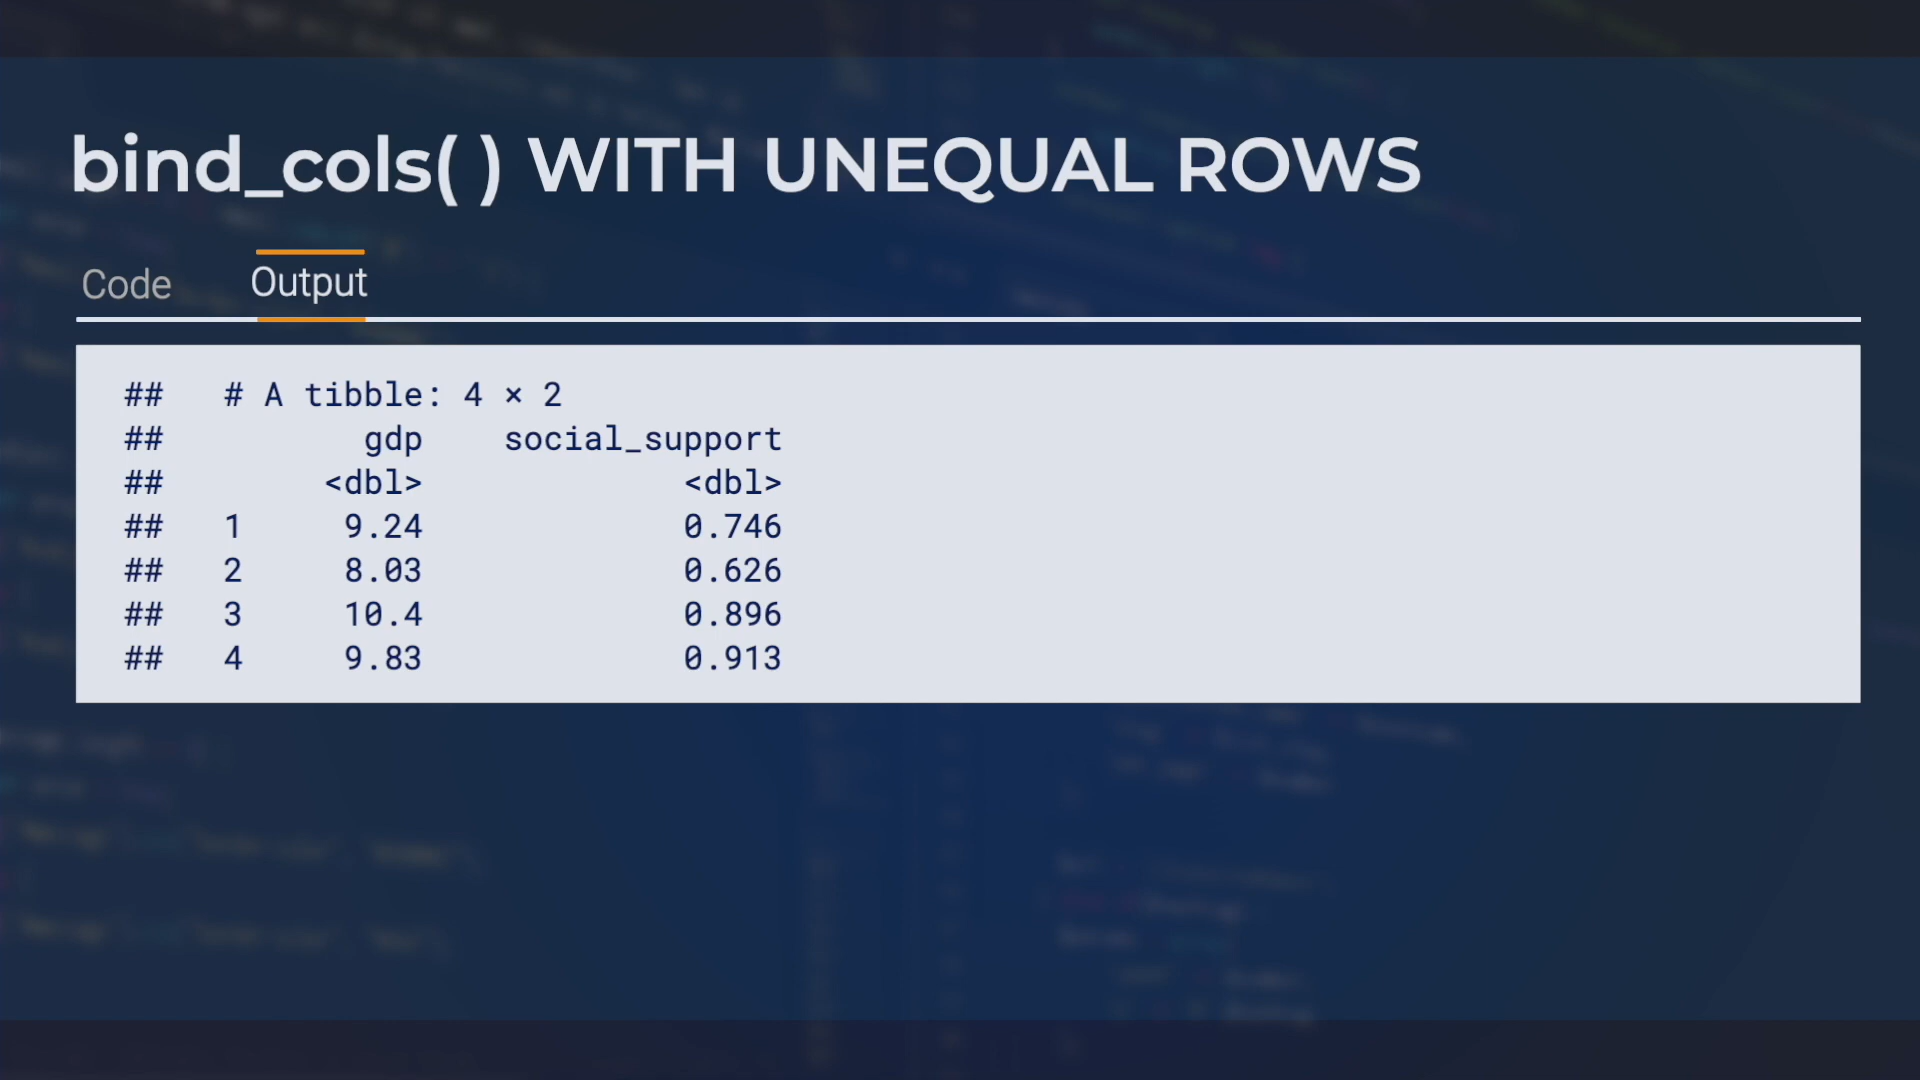 bind_cols( ) WITH UNEQUAL ROWS
Code Output
## # A tibble: 4 × 2
## gdp social_support
## <dbl> <dbl>
## 1 9.24 0.746
## 2 8.03 0.626
## 3 10.4 0.896
## 4 9.83 0.913